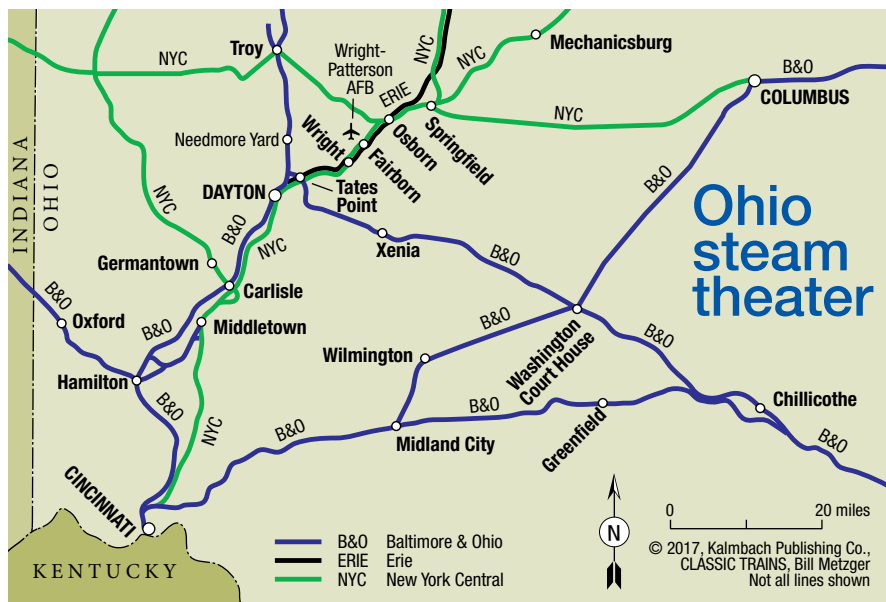 NYC
Troy
Wright-
Patterson
AFB
NYC
NYC
Mechanicsburg
B&O
COLUMBUS
ERIE
NYC
Needmore Yard
Wright
Fairborn
Osborn
Springfield
INDIANA
OHIO
DAYTON
Tates
Point
B&O
NYC
B&O
NYC
Xenia
B&O
Ohio
steam
theater
Germantown
Carlisle
B&O
Oxford
B&O
Middletown
B&O
Wilmington
Washington
Court House
B&O
Hamilton
B&O
NYC
B&O
Midland City
B&O
Greenfield
Chillicothe
B&O
CINCINNATI
KENTUCKY
N
0 20 miles
B&O Baltimore & Ohio
ERIE Erie
NYC New York Central
© 2017, Kalmbach Publishing Co.,
CLASSIC TRAINS, Bill Metzger
Not all lines shown